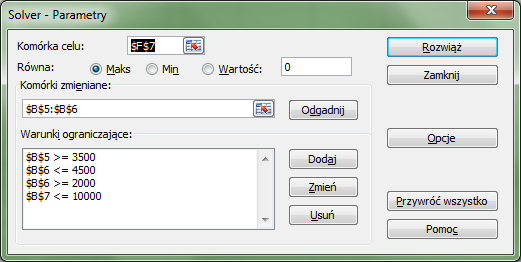 Solver - Parametry
Komórka celu: $F$7
Równa: Maks Min Wartość: 0
Komórki zmieniane:
$B$5:$B$6
Odgadnij
Warunki ograniczające:
$B$5 >= 3500
$B$6 <= 4500
$B$6 >= 2000
$B$7 <= 10000
Dodaj
Zmień
Usuń
Rozwiąż
Zamknij
Opcje
Przywróć wszystko
Pomoc